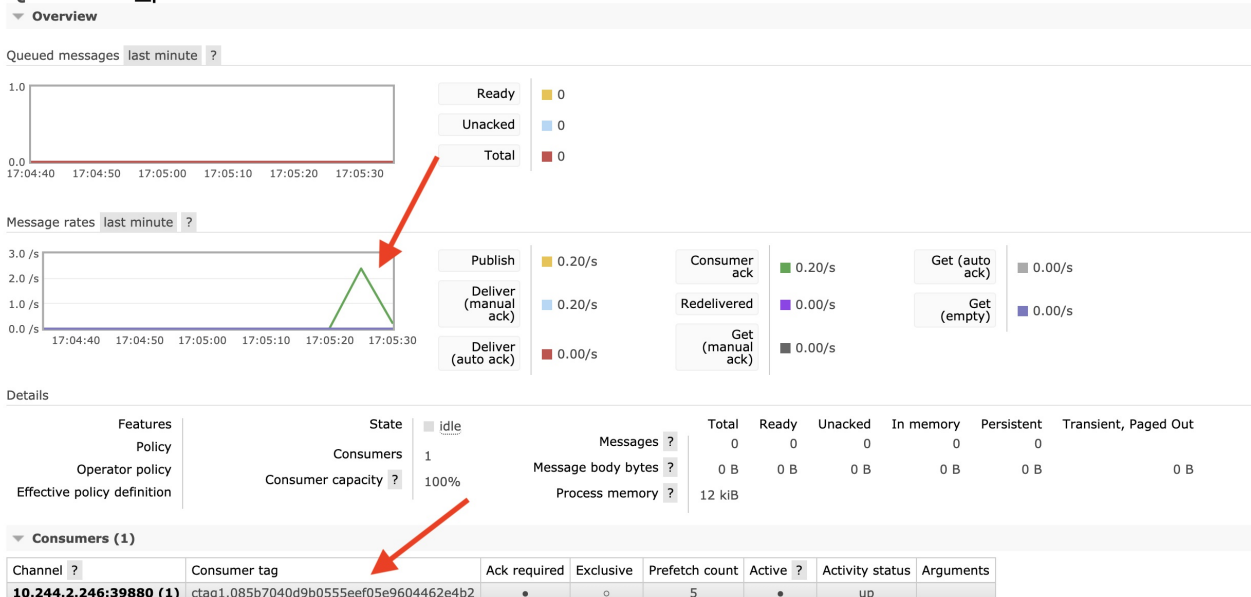 Overview
Queued messages last minute ?
1.0
0.0
17:04:40 17:04:50 17:05:00 17:05:10 17:05:20 17:05:30
Ready 0
Unacked 0
Total 0
Message rates last minute ?
3.0 /s
2.0 /s
1.0 /s
0.0 /s
17:04:40 17:04:50 17:05:00 17:05:10 17:05:20 17:05:30
Publish 0.20/s
Deliver (manual ack) 0.20/s
Deliver (auto ack) 0.00/s
Consumer ack 0.20/s
Redelivered 0.00/s
Get (manual ack) 0.00/s
Get (auto ack) 0.00/s
Get (empty) 0.00/s
Details
Features
Policy
Operator policy
Effective policy definition
State idle
Consumers 1
Consumer capacity ? 100%
Total Ready Unacked In memory Persistent Transient, Paged Out
Messages ? 0 0 0 0 0
Message body bytes ? 0 B 0 B 0 B 0 B 0 B 0 B
Process memory ? 12 kiB
Consumers (1)
Channel ? Consumer tag Ack required Exclusive Prefetch count Active ? Activity status Arguments
10.244.2.246:39880 (1) ctag1.085b7040d9b0555eef05e9604462e4b2 ● ○ 5 ● up